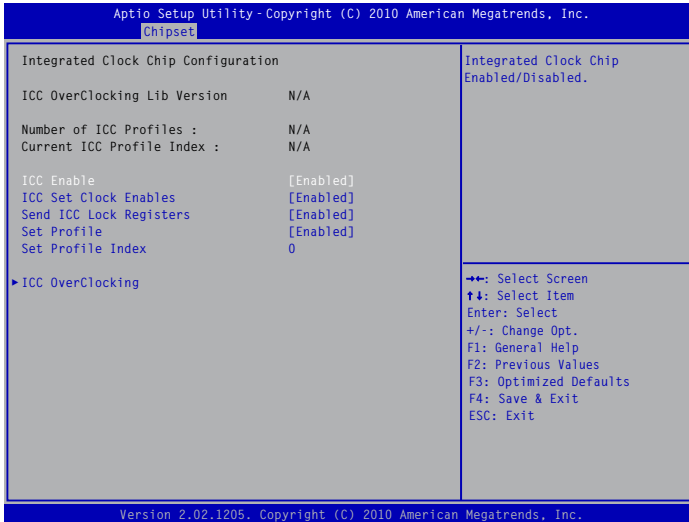 Aptio Setup Utility - Copyright (C) 2010 American Megatrends, Inc.
Chipset
Integrated Clock Chip Configuration
ICC OverClocking Lib Version N/A
Number of ICC Profiles : N/A
Current ICC Profile Index : N/A
ICC Enable [Enabled]
ICC Set Clock Enables [Enabled]
Send ICC Lock Registers [Enabled]
Set Profile [Enabled]
Set Profile Index 0
►ICC OverClocking
Integrated Clock Chip
Enabled/Disabled.
→←: Select Screen
↑↓: Select Item
Enter: Select
+/-: Change Opt.
F1: General Help
F2: Previous Values
F3: Optimized Defaults
F4: Save & Exit
ESC: Exit
Version 2.02.1205. Copyright (C) 2010 American Megatrends, Inc.